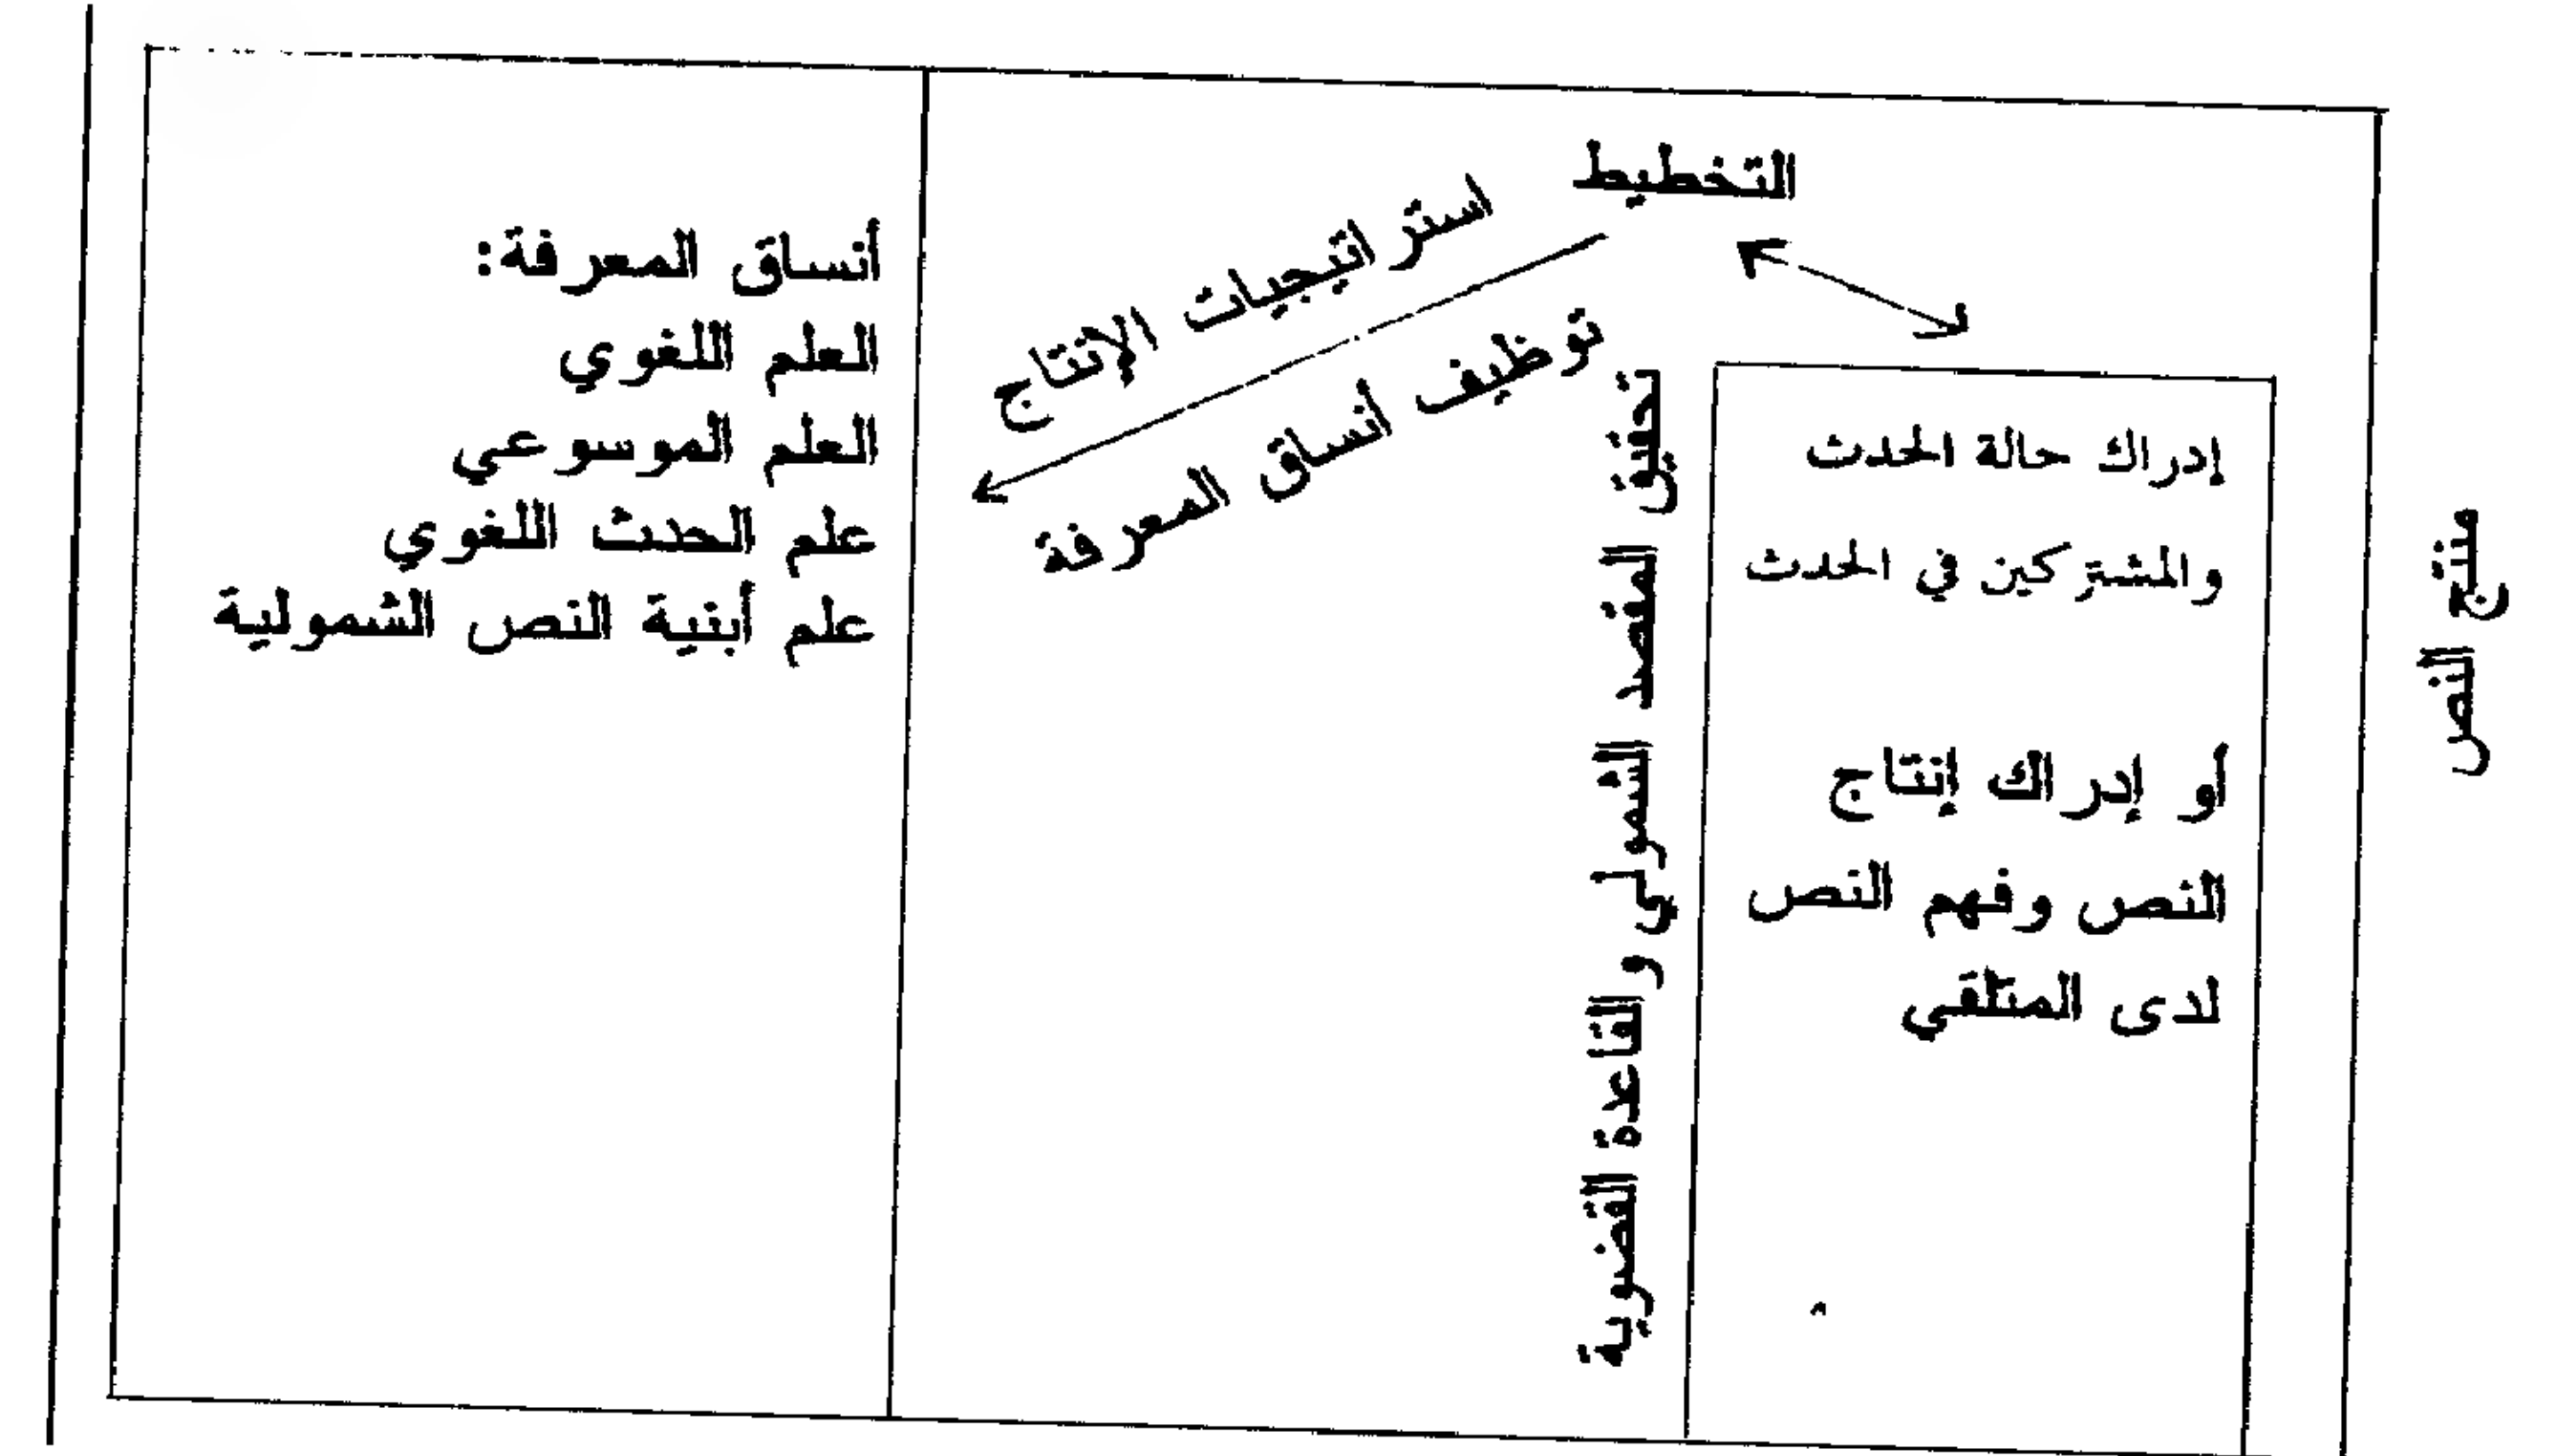 منتج النص
التخطيط
إدراك حالة الحدث
والمشتركين في الحدث
أو إدراك إنتاج
النص وفهم النص
لدى المتلقي
تحقيق المقصد الشمولي والقاعدة القضوية
استراتيجيات الإنتاج
توظيف أنساق المعرفة
أنساق المعرفة:
العلم اللغوي
العلم الموسوعي
علم الحدث اللغوي
علم أبنية النص الشمولية